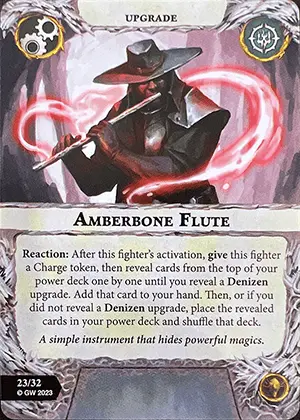 UPGRADE
AMBERBONE FLUTE
Reaction: After this fighter's activation, give this fighter
a Charge token, then reveal cards from the top of
your power deck one by one until you reveal a Denizen
upgrade. Add that card to your hand. Then, or if you
did not reveal a Denizen upgrade, place the revealed
cards in your power deck and shuffle that deck.
A simple instrument that hides powerful magics.
23/32
© GW 2023